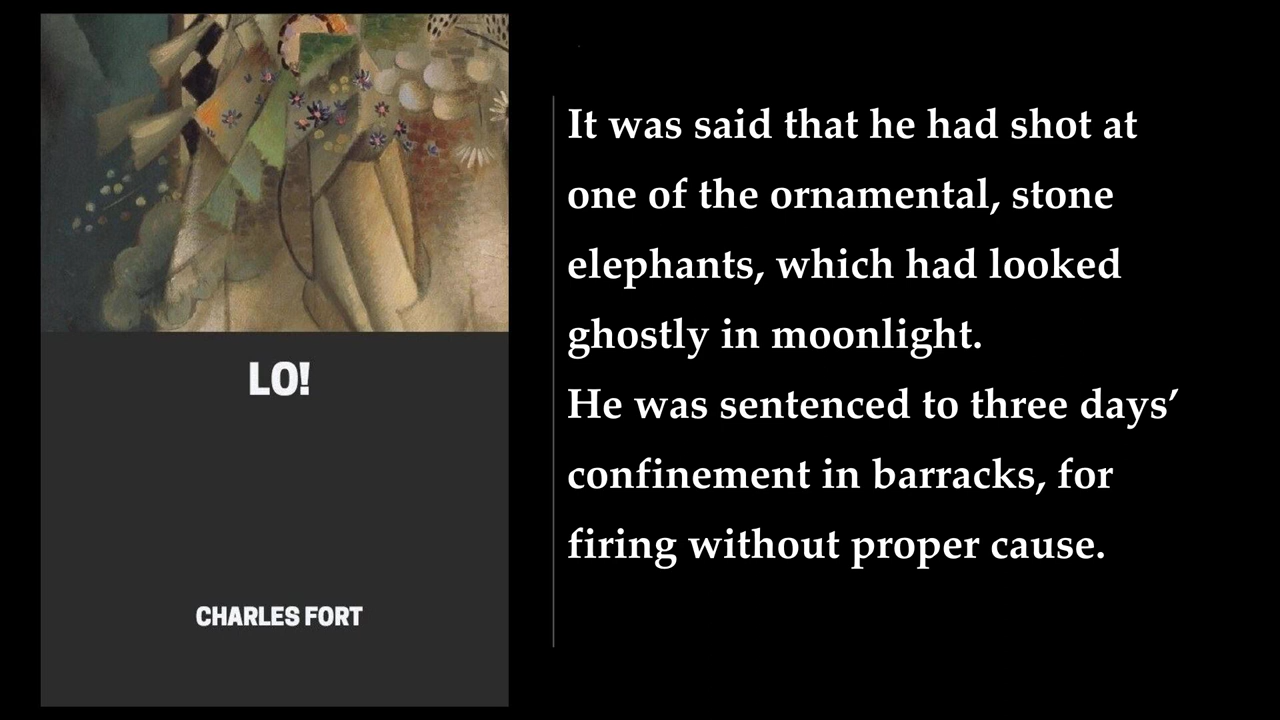 LO!
CHARLES FORT
It was said that he had shot at
one of the ornamental, stone
elephants, which had looked
ghostly in moonlight.
He was sentenced to three days’
confinement in barracks, for
firing without proper cause.